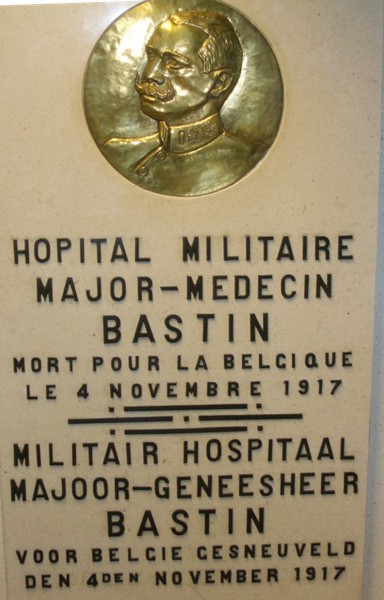 HOPITAL MILITAIRE
MAJOR-MEDECIN
BASTIN
MORT POUR LA BELGIQUE
LE 4 NOVEMBRE 1917
MILITAIR HOSPITAAL
MAJOOR-GENEESHEER
BASTIN
VOOR BELGIE GESNEUVELD
DEN 4DEN NOVEMBER 1917